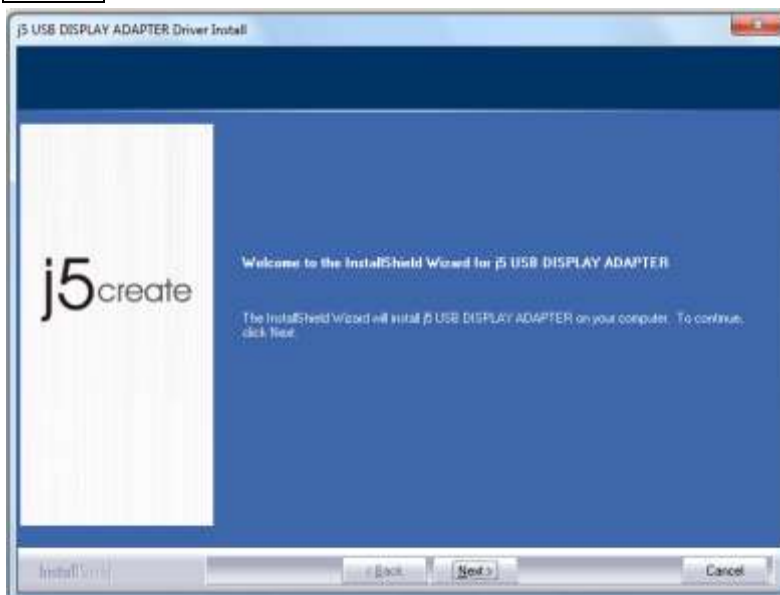 j5 USB DISPLAY ADAPTER Driver Install
j5create
Welcome to the InstallShield Wizard for j5 USB DISPLAY ADAPTER
The InstallShield Wizard will install j5 USB DISPLAY ADAPTER on your computer. To continue,
click Next.
InstallShield
< Back
Next >
Cancel